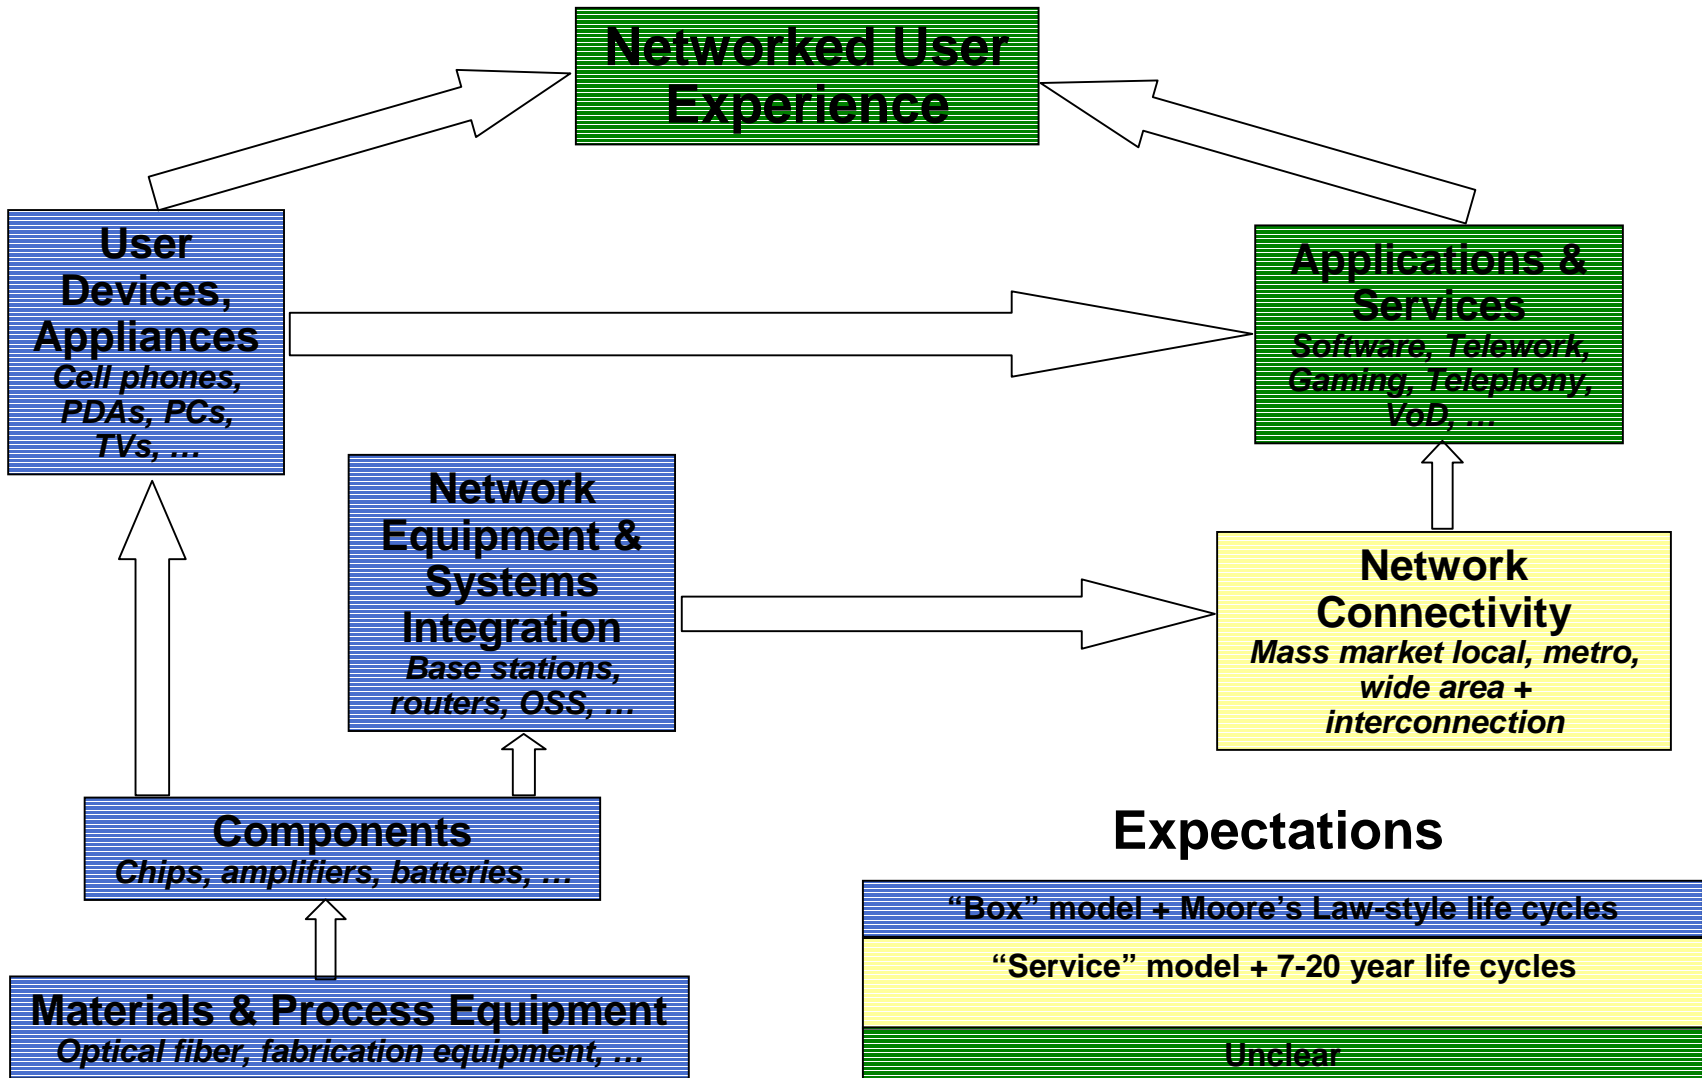 Networked User
Experience
User
Devices,
Appliances
Cell phones,
PDAs, PCs,
TVs, …
Applications &
Services
Software, Telework,
Gaming, Telephony,
VoD, …
Network
Equipment &
Systems
Integration
Base stations,
routers, OSS, …
Network
Connectivity
Mass market local, metro,
wide area +
interconnection
Components
Chips, amplifiers, batteries, …
Materials & Process Equipment
Optical fiber, fabrication equipment, …
Expectations
“Box” model + Moore’s Law-style life cycles
“Service” model + 7-20 year life cycles
Unclear